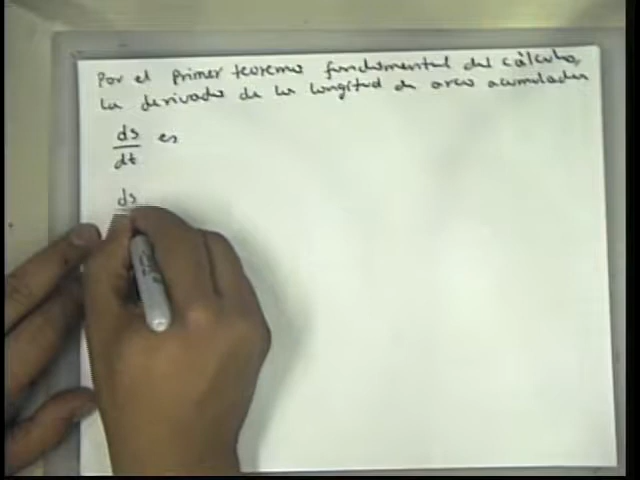 Por el primer teorema fundamental del cálculo,
la derivada de la longitud de arco acumulada
ds
dt
es
ds